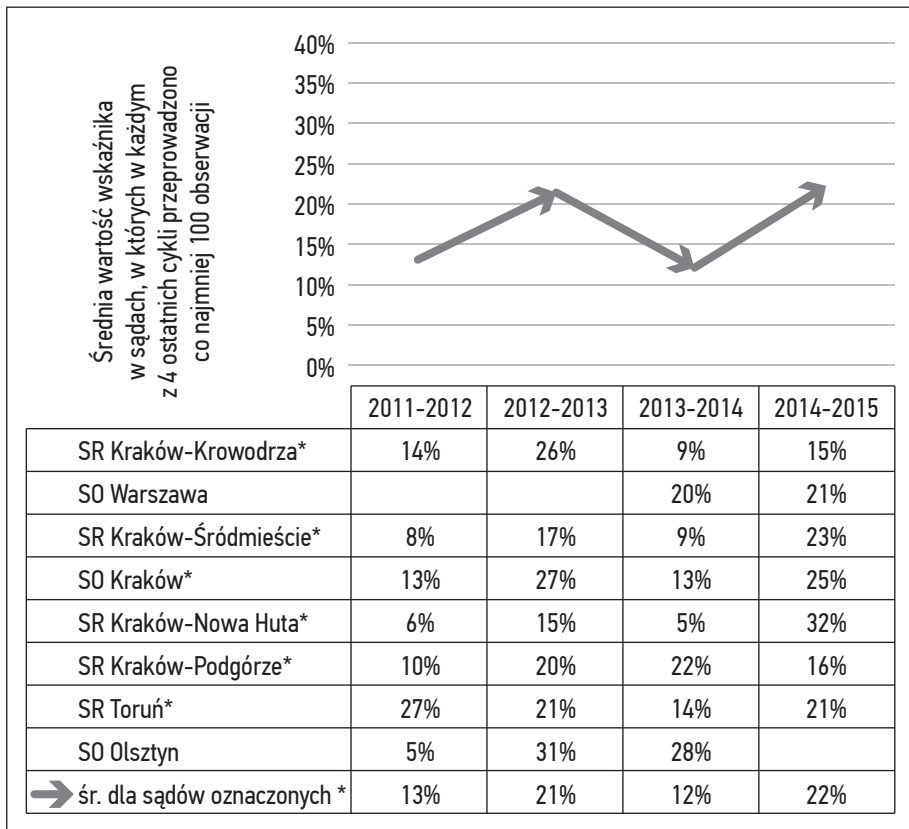 Średnia wartość wskaźnika
w sądach, w których w każdym
z 4 ostatnich cykli przeprowadzono
co najmniej 100 obserwacji
40%
35%
30%
25%
20%
15%
10%
5%
0%
2011-2012 2012-2013 2013-2014 2014-2015
SR Kraków-Krowodrza* 14% 26% 9% 15%
SO Warszawa 20% 21%
SR Kraków-Śródmieście* 8% 17% 9% 23%
SO Kraków* 13% 27% 13% 25%
SR Kraków-Nowa Huta* 6% 15% 5% 32%
SR Kraków-Podgórze* 10% 20% 22% 16%
SR Toruń* 27% 21% 14% 21%
SO Olsztyn 5% 31% 28%
śr. dla sądów oznaczonych * 13% 21% 12% 22%